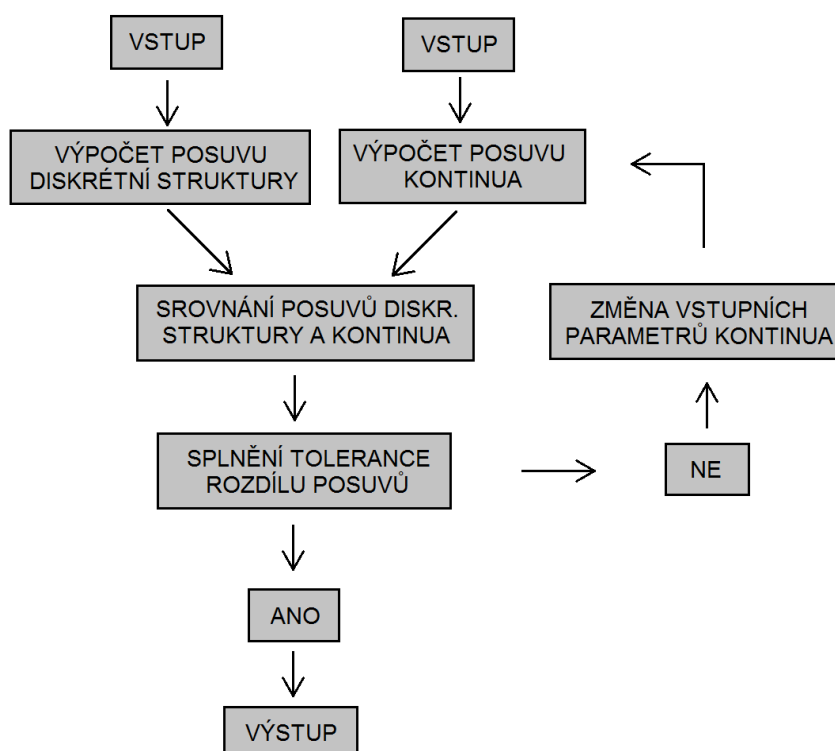 VSTUP
VSTUP
VÝPOČET POSUVU
DISKRÉTNÍ STRUKTURY
VÝPOČET POSUVU
KONTINUA
SROVNÁNÍ POSUVŮ DISKR.
STRUKTURY A KONTINUA
ZMĚNA VSTUPNÍCH
PARAMETRŮ KONTINUA
SPLNĚNÍ TOLERANCE
ROZDÍLU POSUVŮ
NE
ANO
VÝSTUP